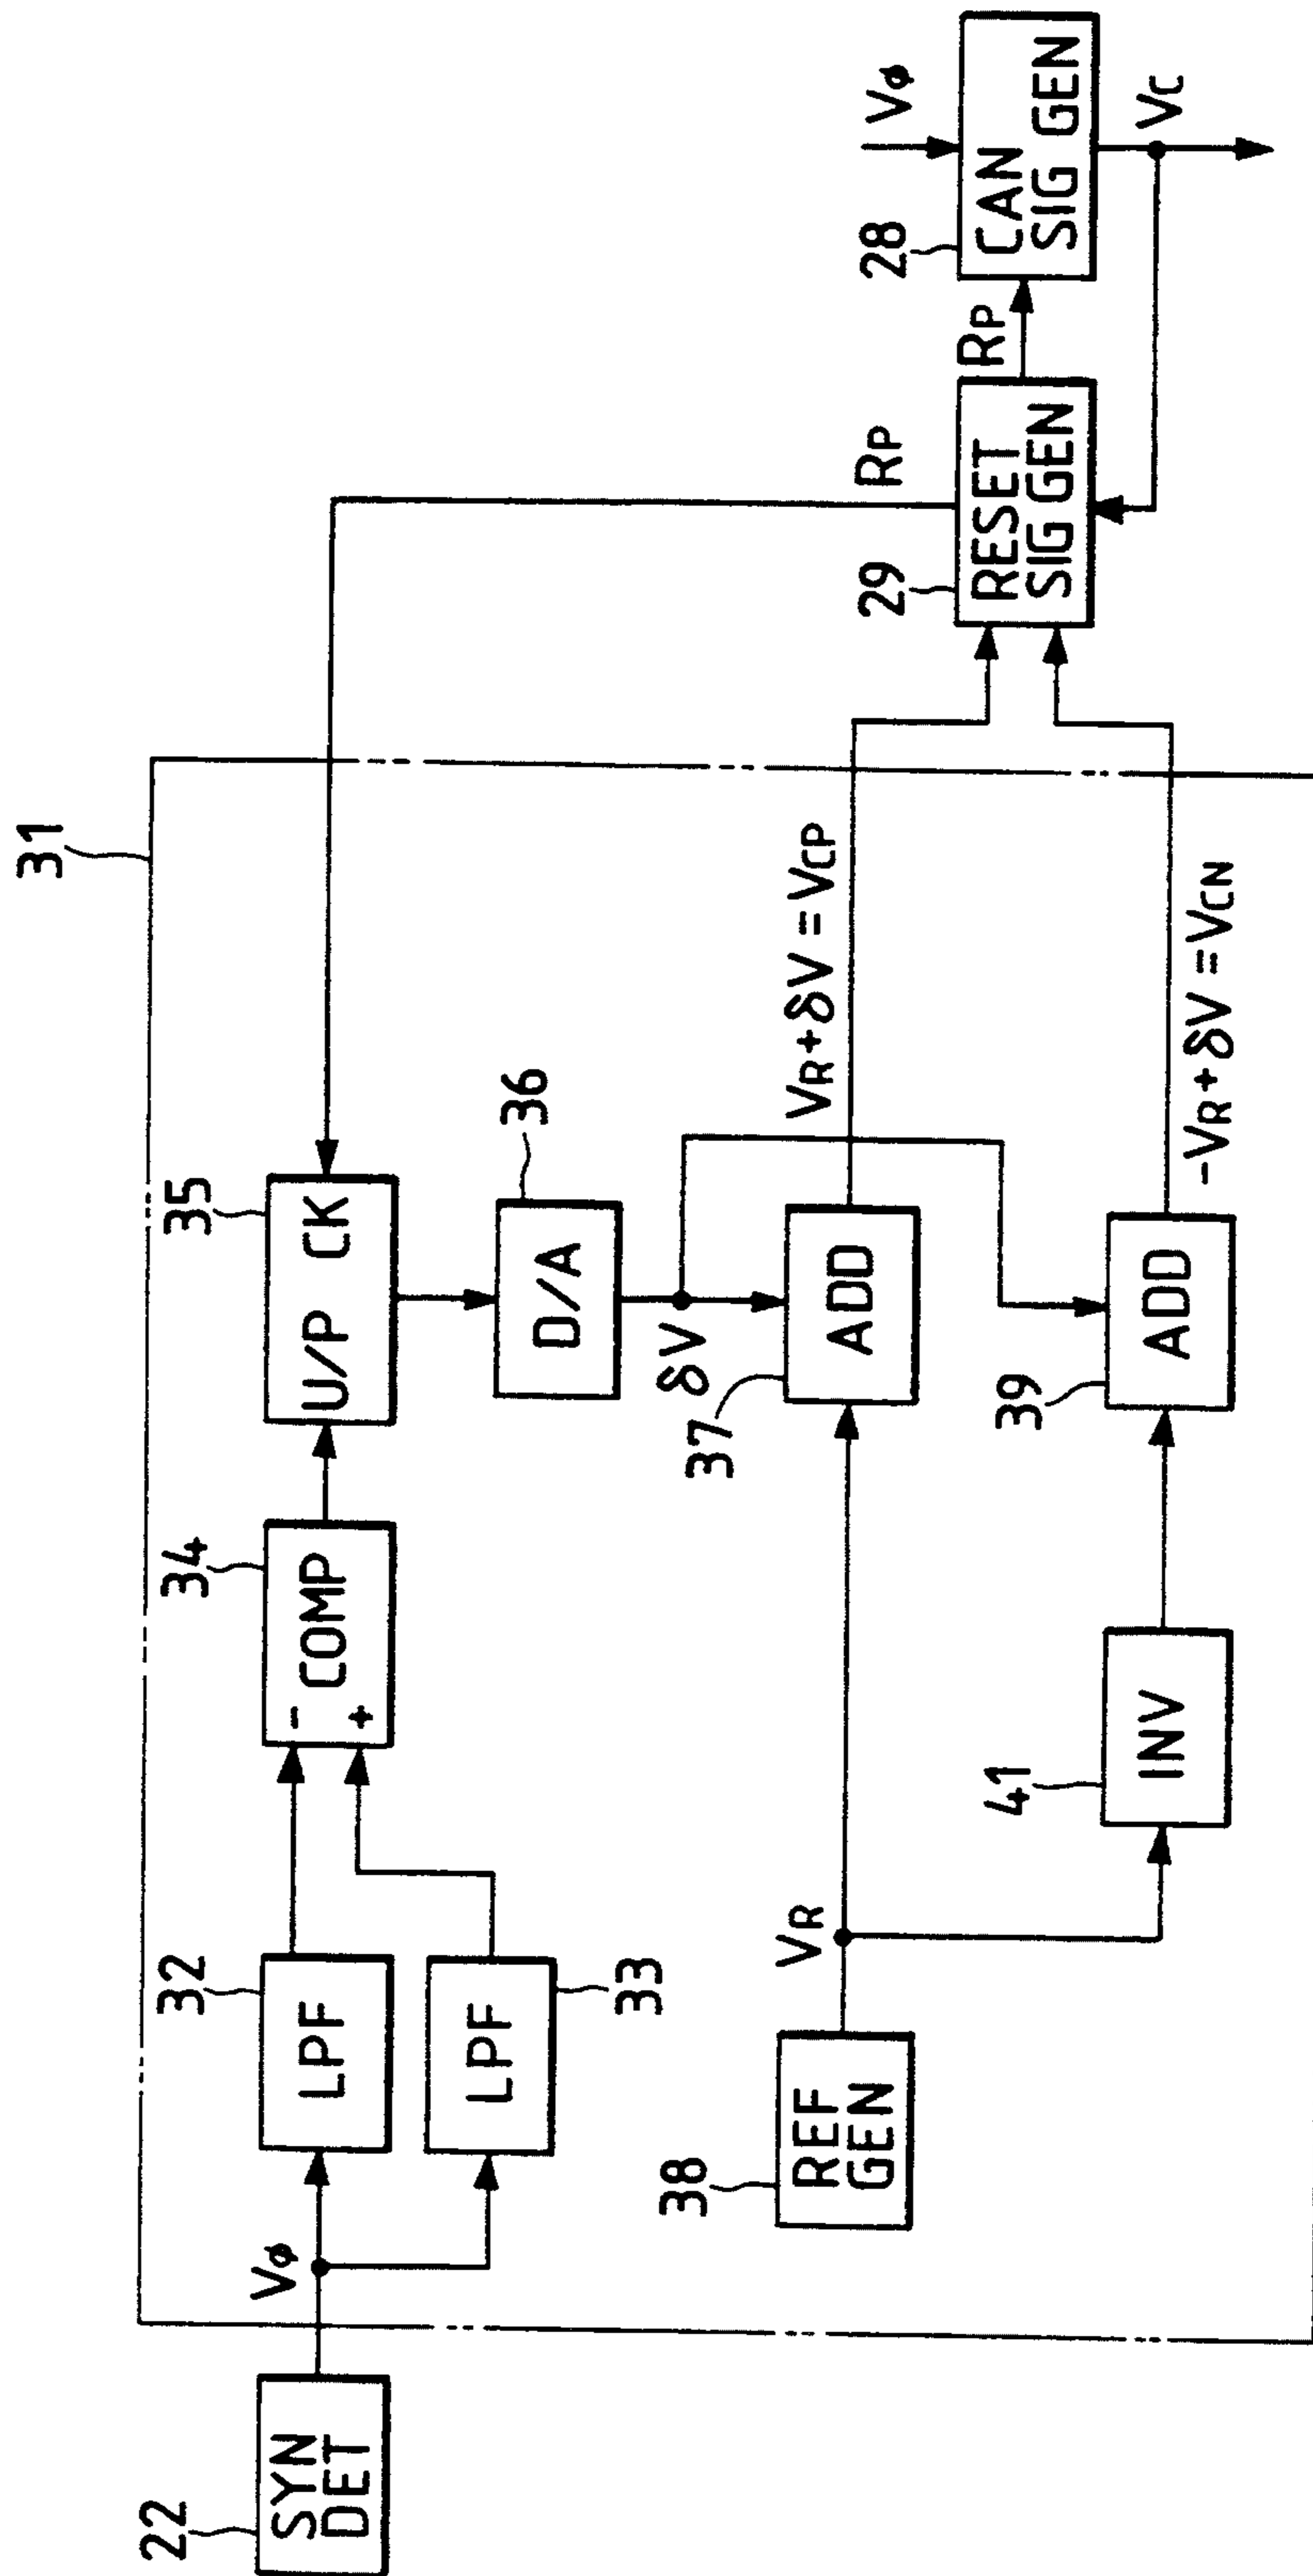 31
22
SYN
DET
Vφ
32
LPF
LPF
33
34
-
+
COMP
35
U/P CK
D/A
36
δV
38
REF
GEN
VR
37
ADD
VR+δV=VCP
41
INV
39
ADD
-VR+δV=VCN
RP
29
RESET
SIG GEN
RP
28
CAN
SIG GEN
Vφ
VC